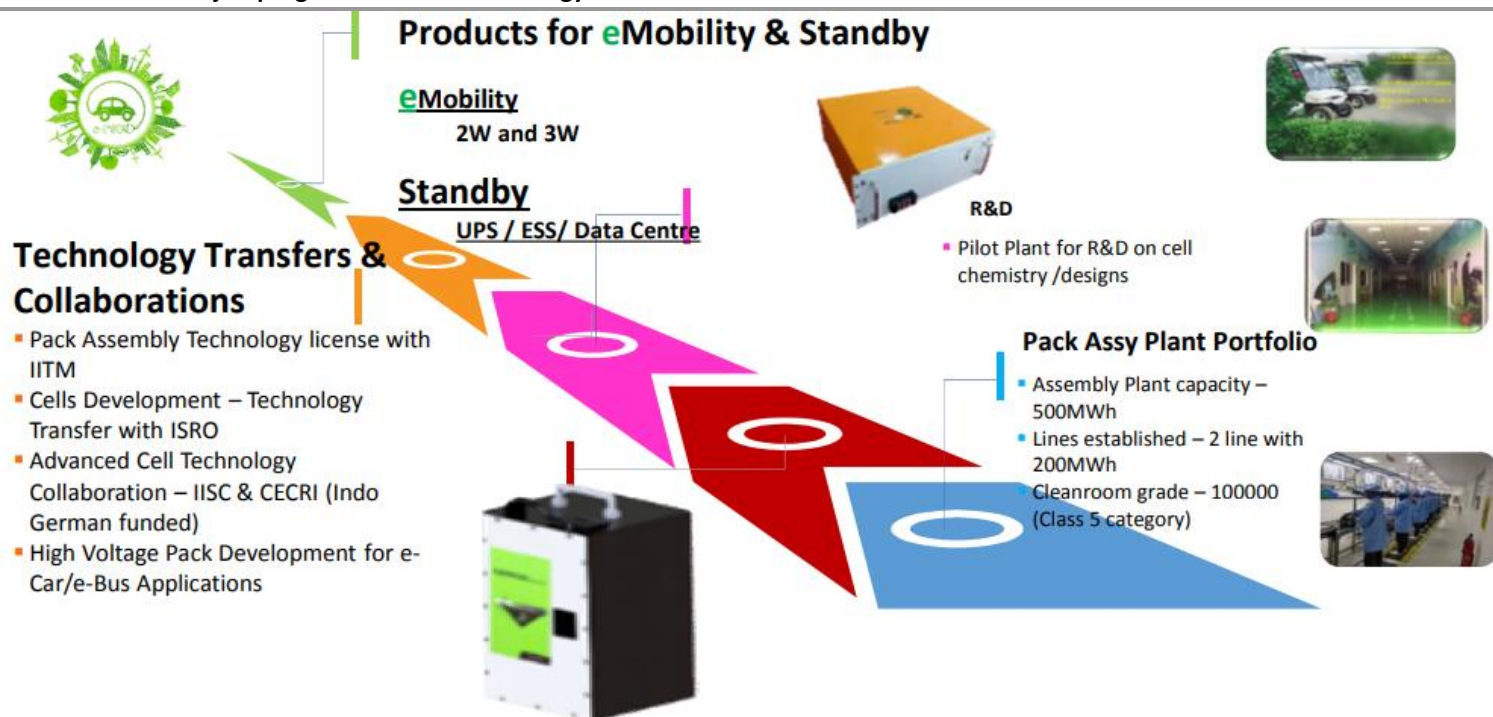 Products for eMobility & Standby
eMobility
2W and 3W
Standby
UPS / ESS/ Data Centre
R&D
▪ Pilot Plant for R&D on cell
chemistry /designs
Technology Transfers &
Collaborations
▪ Pack Assembly Technology license with
IITM
▪ Cells Development – Technology
Transfer with ISRO
▪ Advanced Cell Technology
Collaboration – IISC & CECRI (Indo
German funded)
▪ High Voltage Pack Development for e-
Car/e-Bus Applications
Pack Assy Plant Portfolio
▪ Assembly Plant capacity –
500MWh
▪ Lines established – 2 line with
200MWh
▪ Cleanroom grade – 100000
(Class 5 category)